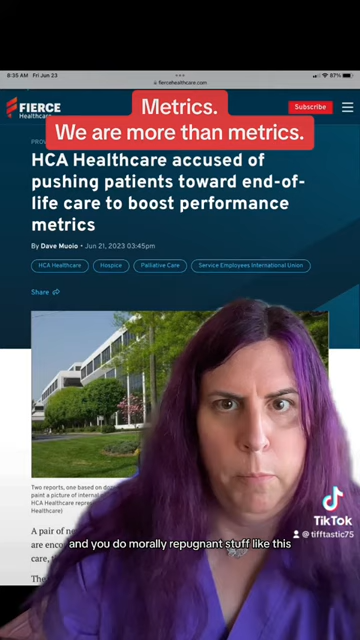 8:35 AM Fri Jun 23
67%
fiercehealthcare.com
FIERCE
Healthcare
Subscribe
Metrics.
We are more than metrics.
HCA Healthcare accused of
pushing patients toward end-of-
life care to boost performance
metrics
By Dave Muoio • Jun 21, 2023 03:45pm
HCA Healthcare
Hospice
Palliative Care
Service Employees International Union
Share
Two reports, one based on
paint a picture of internal
HCA Healthcare
Healthcare)
A pair of
are
care,
The
and you do morally repugnant stuff like this
TikTok
@tifftastic75